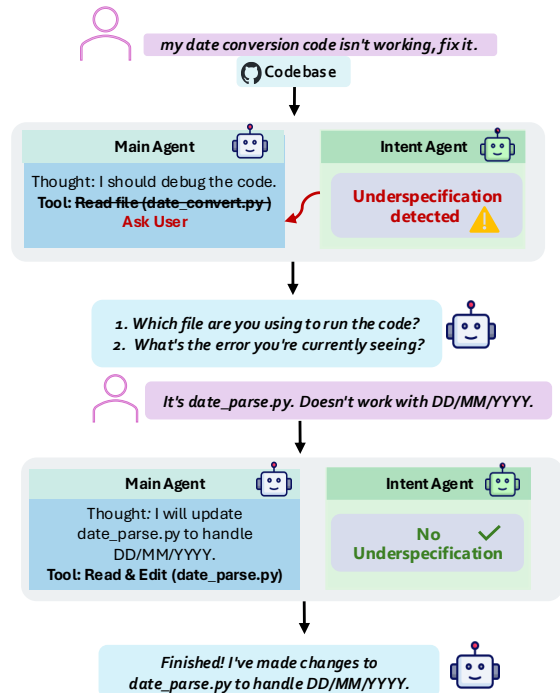 my date conversion code isn't working, fix it.
Codebase
Main Agent
Thought: I should debug the code.
Tool: Read file (date_convert.py )
Ask User
Intent Agent
Underspecification
detected
1. Which file are you using to run the code?
2. What's the error you're currently seeing?
It's date_parse.py. Doesn't work with DD/MM/YYYY.
Main Agent
Thought: I will update
date_parse.py to handle
DD/MM/YYYY.
Tool: Read & Edit (date_parse.py)
Intent Agent
No
Underspecification
Finished! I've made changes to
date_parse.py to handle DD/MM/YYYY.